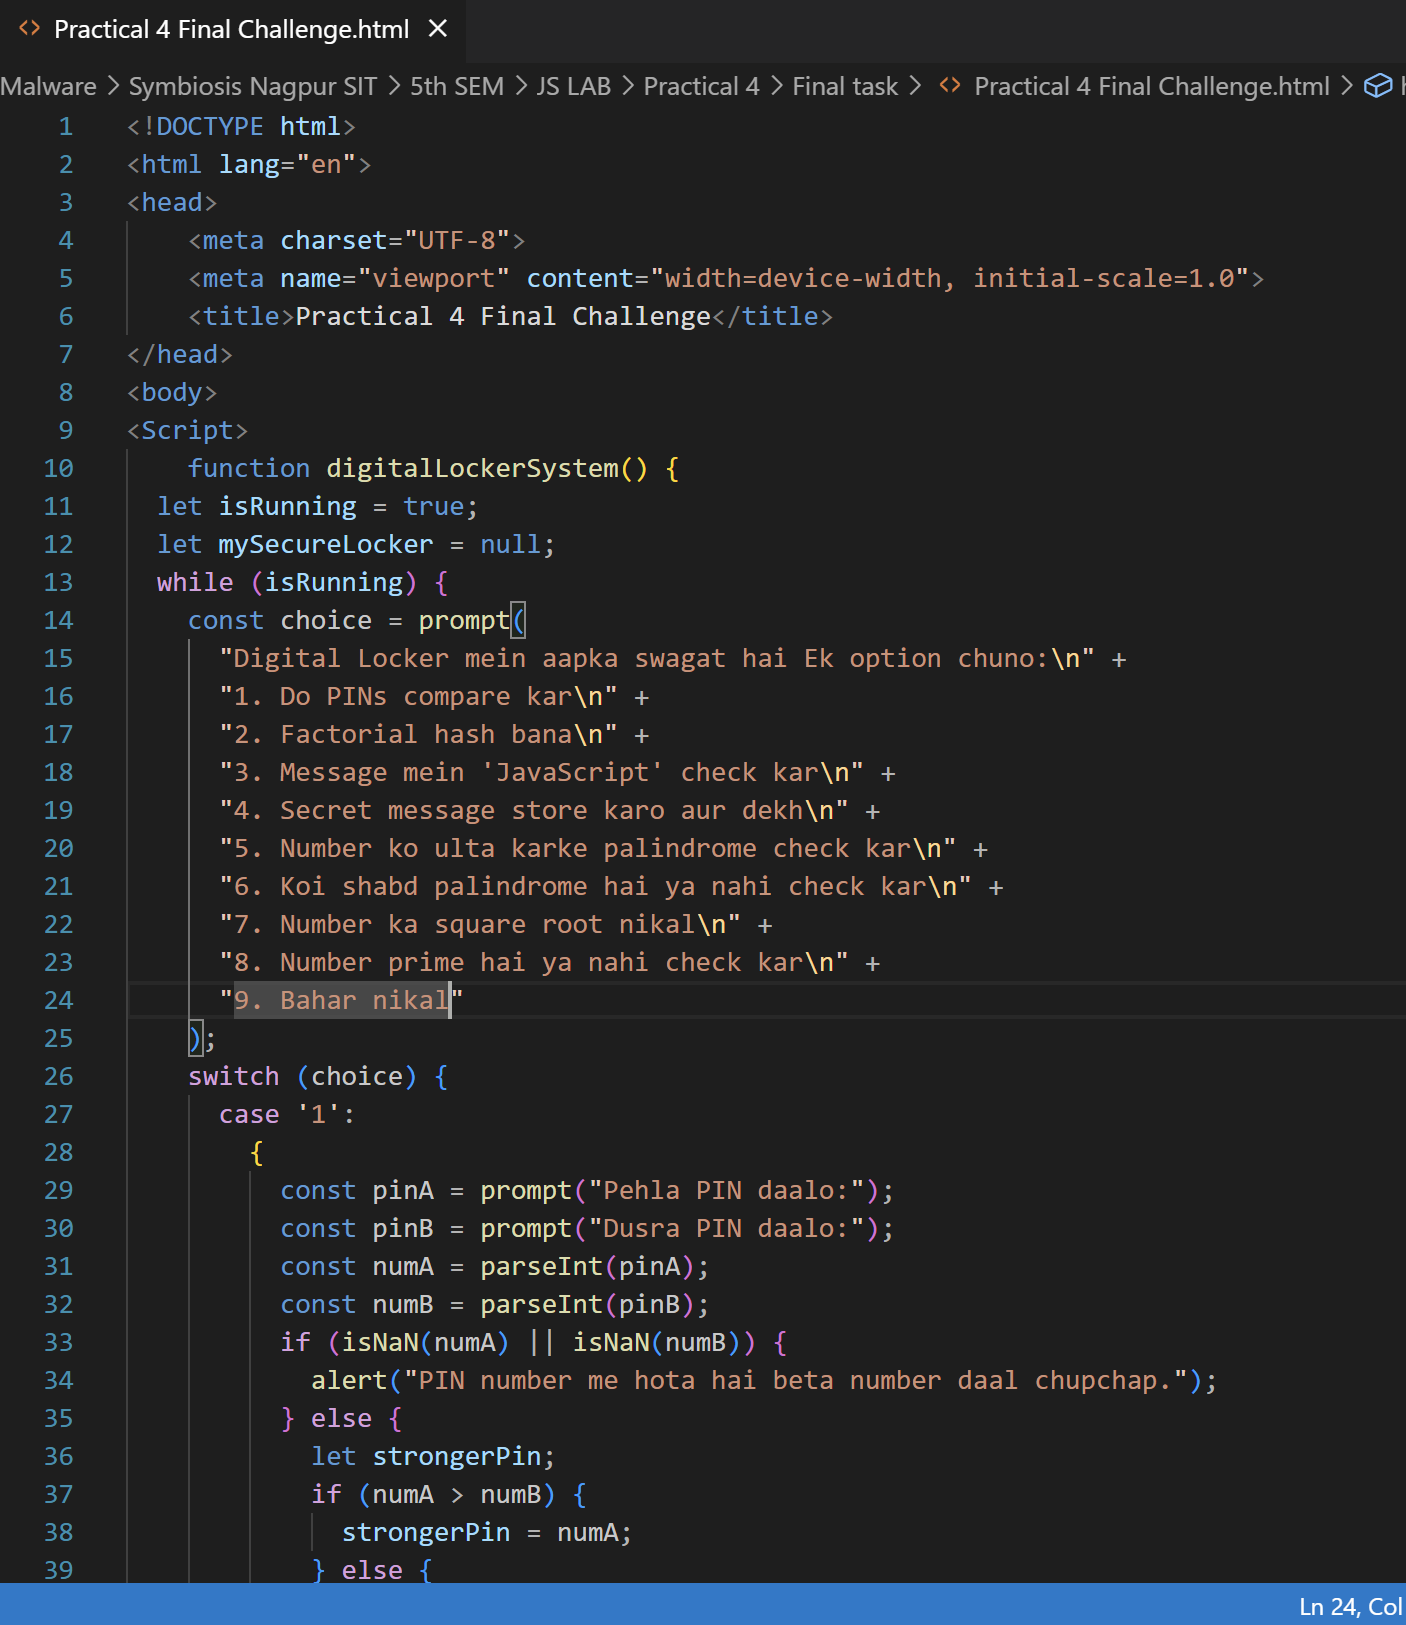 Practical 4 Final Challenge.html
Malware > Symbiosis Nagpur SIT > 5th SEM > JS LAB > Practical 4 > Final task > <> Practical 4 Final Challenge.html >
1 <!DOCTYPE html>
2 <html lang="en">
3 <head>
4 <meta charset="UTF-8">
5 <meta name="viewport" content="width=device-width, initial-scale=1.0">
6 <title>Practical 4 Final Challenge</title>
7 </head>
8 <body>
9 <Script>
10 function digitalLockerSystem() {
11 let isRunning = true;
12 let mySecureLocker = null;
13 while (isRunning) {
14 const choice = prompt(
15 "Digital Locker mein aapka swagat hai Ek option chuno:\n" +
16 "1. Do PINs compare kar\n" +
17 "2. Factorial hash bana\n" +
18 "3. Message mein 'JavaScript' check kar\n" +
19 "4. Secret message store karo aur dekh\n" +
20 "5. Number ko ulta karke palindrome check kar\n" +
21 "6. Koi shabd palindrome hai ya nahi check kar\n" +
22 "7. Number ka square root nikal\n" +
23 "8. Number prime hai ya nahi check kar\n" +
24 "9. Bahar nikal"
25 );
26 switch (choice) {
27 case '1':
28 {
29 const pinA = prompt("Pehla PIN daalo:");
30 const pinB = prompt("Dusra PIN daalo:");
31 const numA = parseInt(pinA);
32 const numB = parseInt(pinB);
33 if (isNaN(numA) || isNaN(numB)) {
34 alert("PIN number me hota hai beta number daal chupchap.");
35 } else {
36 let strongerPin;
37 if (numA > numB) {
38 strongerPin = numA;
39 } else {
Ln 24, Col